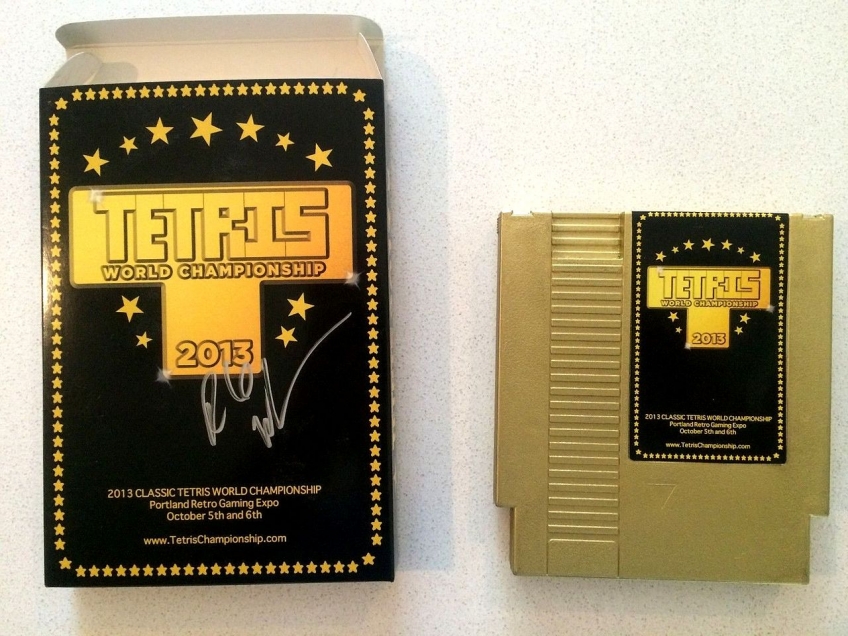 TETRIS
WORLD CHAMPIONSHIP
2013
2013 CLASSIC TETRIS WORLD CHAMPIONSHIP
Portland Retro Gaming Expo
October 5th and 6th
www.TetrisChampionship.com
TETRIS
WORLD CHAMPIONSHIP
2013
2013 CLASSIC TETRIS WORLD CHAMPIONSHIP
Portland Retro Gaming Expo
October 5th and 6th
www.TetrisChampionship.com